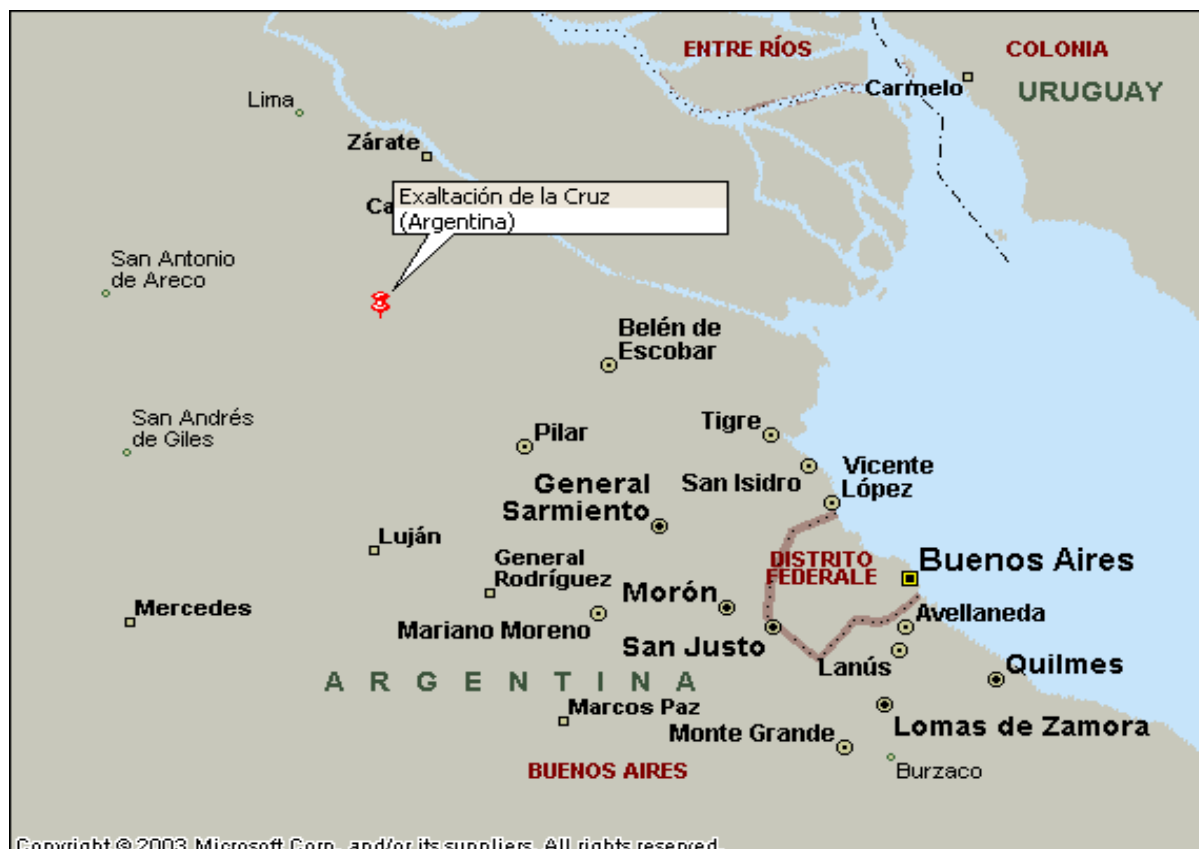 ENTRE RÍOS
COLONIA
URUGUAY
Carmelo
Lima
Zárate
Exaltación de la Cruz
(Argentina)
San Antonio
de Areco
Belén de
Escobar
San Andrés
de Giles
Pilar
Tigre
San Isidro
Vicente
López
General
Sarmiento
Luján
General
Rodríguez
DISTRITO
FEDERALE
Buenos Aires
Mercedes
Mariano Moreno
Morón
San Justo
Avellaneda
Lanús
Quilmes
ARGENTINA
Marcos Paz
Monte Grande
Lomas de Zamora
BUENOS AIRES
Burzaco
Copyright © 2003 Microsoft Corp. and/or its suppliers. All rights reserved.